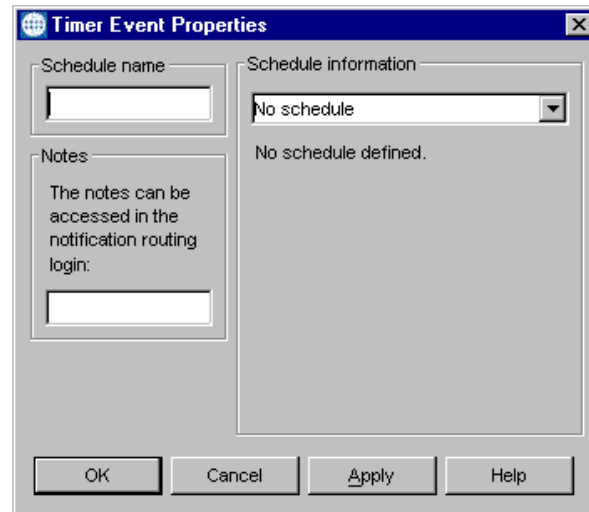 Timer Event Properties
Schedule name
Notes
The notes can be
accessed in the
notification routing
login:
Schedule information
No schedule
No schedule defined.
OK
Cancel
Apply
Help